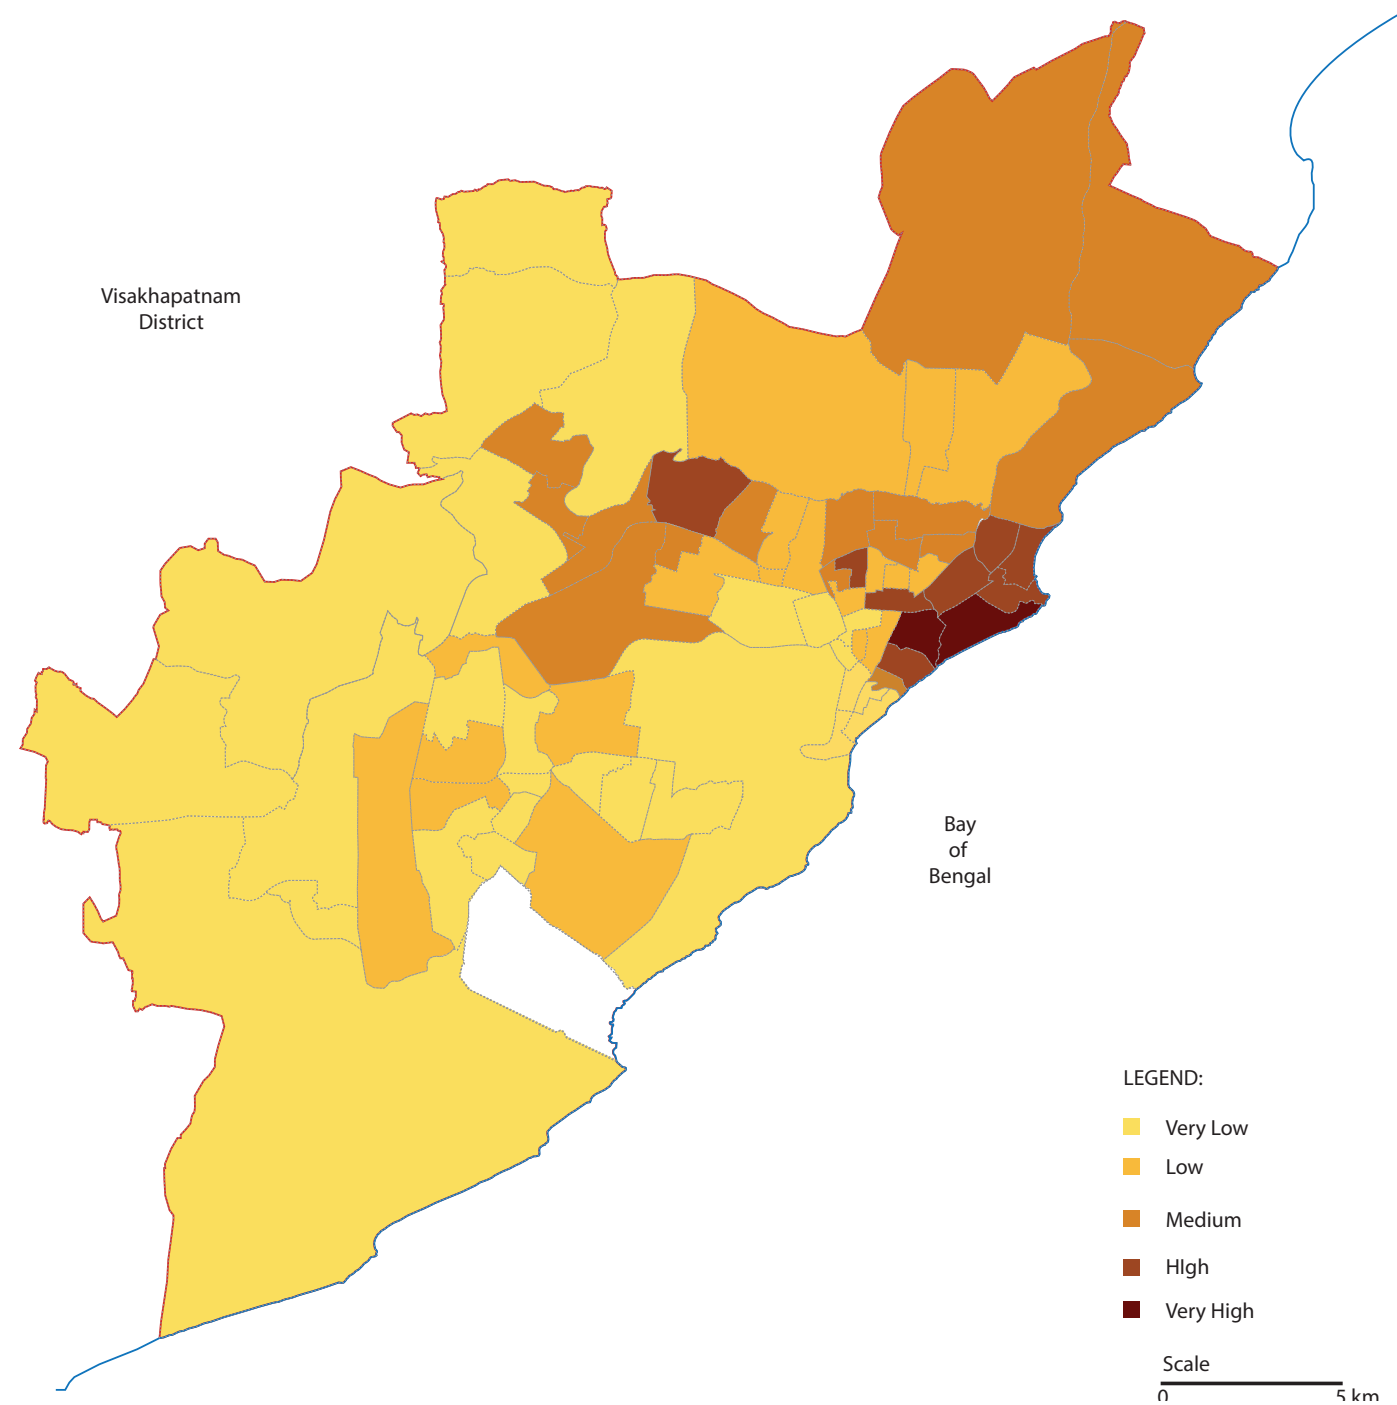 Visakhapatnam
District
Bay
of
Bengal
LEGEND:
Very Low
Low
Medium
HIgh
Very High
Scale
0 5 km